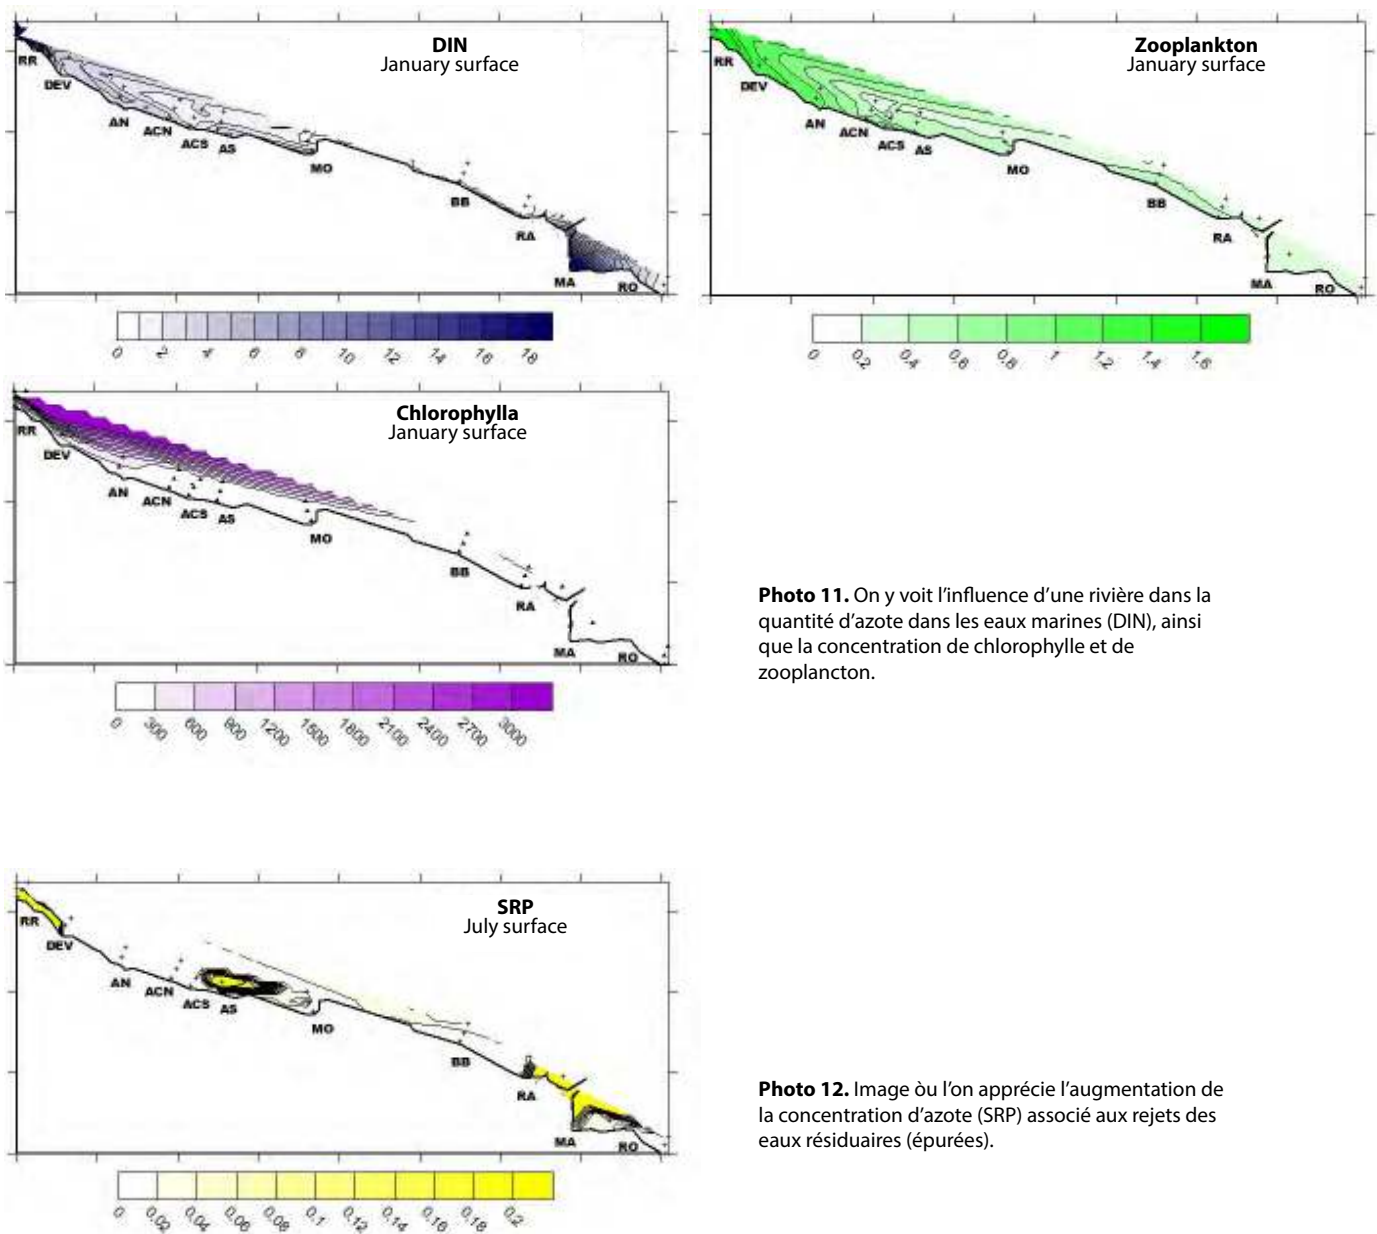 DIN
January surface
RR
DEV
AN
ACN
ACS
AS
MO
BB
RA
MA
RO
0 2 4 6 8 10 12 14 16 18
Zooplankton
January surface
RR
DEV
AN
ACN
ACS
AS
MO
BB
RA
MA
RO
0 0.2 0.4 0.6 0.8 1 1.2 1.4 1.6
Chlorophylla
January surface
RR
DEV
AN
ACN
ACS
AS
MO
BB
RA
MA
RO
0 300 600 900 1200 1500 1800 2100 2400 2700 3000
Photo 11. On y voit l'influence d'une rivière dans la
quantité d'azote dans les eaux marines (DIN), ainsi
que la concentration de chlorophylle et de
zooplancton.
SRP
July surface
RR
DEV
AN
ACN
ACS
AS
MO
BB
RA
MA
RO
0 0.02 0.04 0.06 0.08 0.1 0.12 0.14 0.16 0.18 0.2
Photo 12. Image òu l'on apprécie l'augmentation de
la concentration d'azote (SRP) associé aux rejets des
eaux résiduaires (épurées).